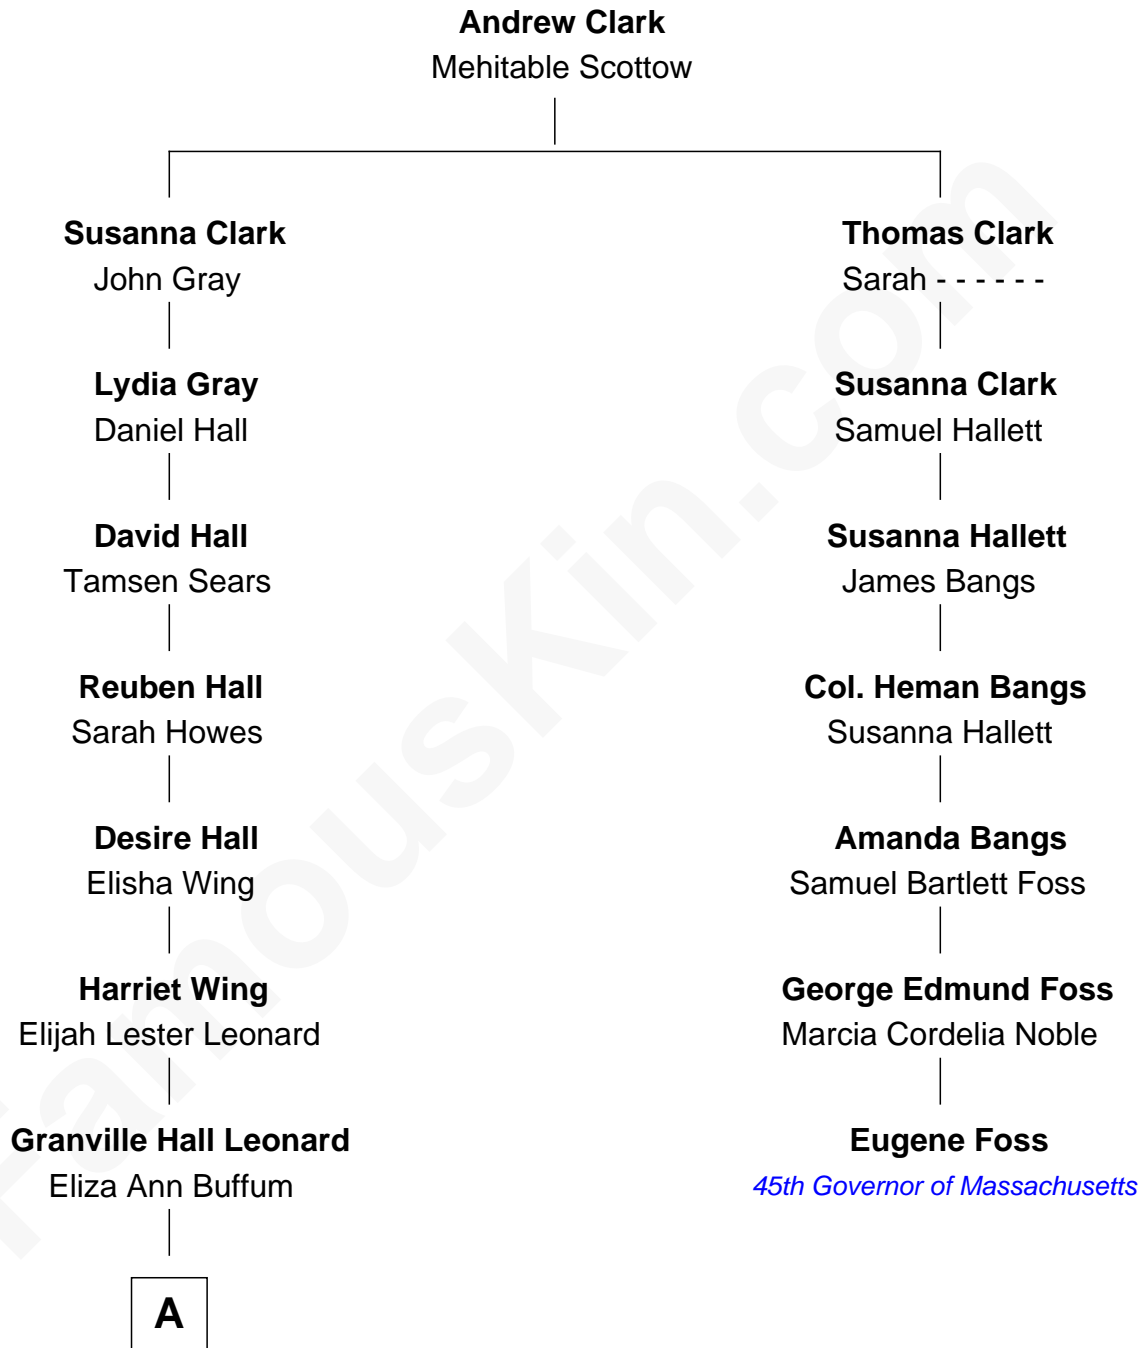 Andrew Clark
Mehitable Scottow
Susanna Clark
John Gray
Thomas Clark
Sarah - - - - - -
Lydia Gray
Daniel Hall
Susanna Clark
Samuel Hallett
David Hall
Tamsen Sears
Susanna Hallett
James Bangs
Reuben Hall
Sarah Howes
Col. Heman Bangs
Susanna Hallett
Desire Hall
Elisha Wing
Amanda Bangs
Samuel Bartlett Foss
Harriet Wing
Elijah Lester Leonard
George Edmund Foss
Marcia Cordelia Noble
Granville Hall Leonard
Eliza Ann Buffum
Eugene Foss
45th Governor of Massachusetts
A
FamousKin.com